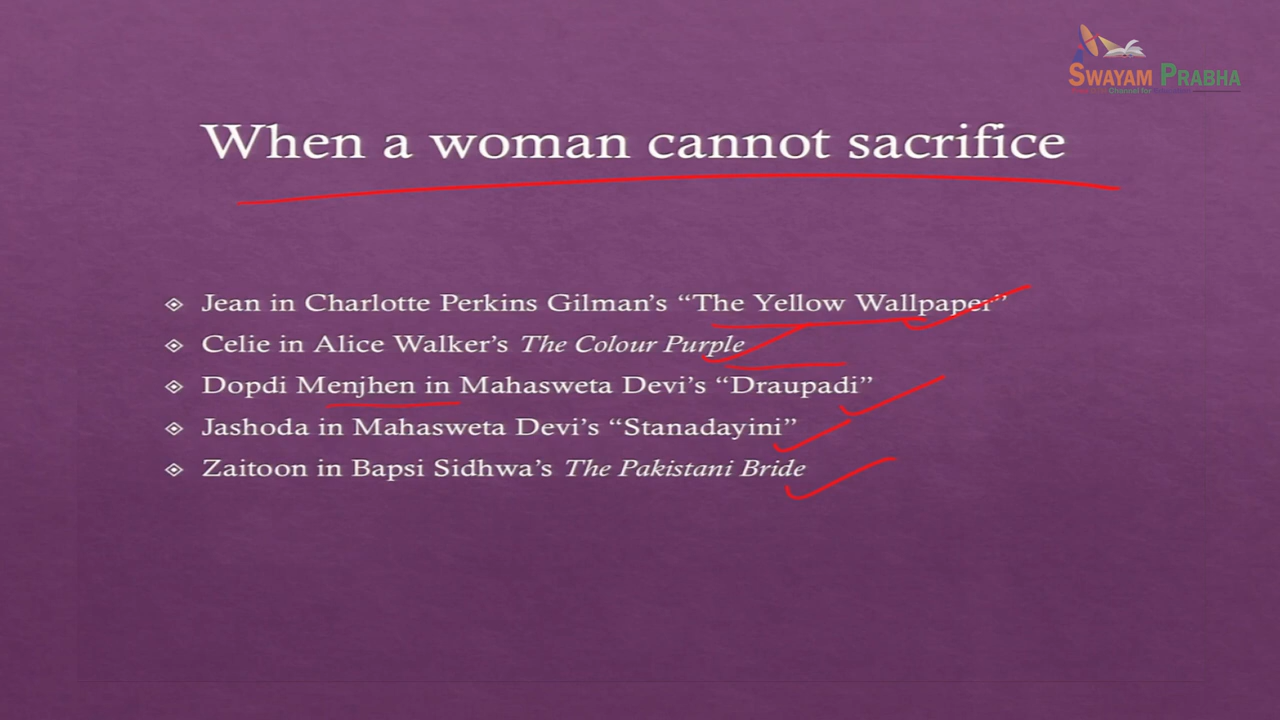 SWAYAM PRABHA
Channel for
When a woman cannot sacrifice
Jean in Charlotte Perkins Gilman's “The Yellow Wallpaper”
Celie in Alice Walker's The Colour Purple
Dopdi Menjhen in Mahasweta Devi's “Draupadi”
Jashoda in Mahasweta Devi's “Stanadayini”
Zaitoon in Bapsi Sidhwa's The Pakistani Bride